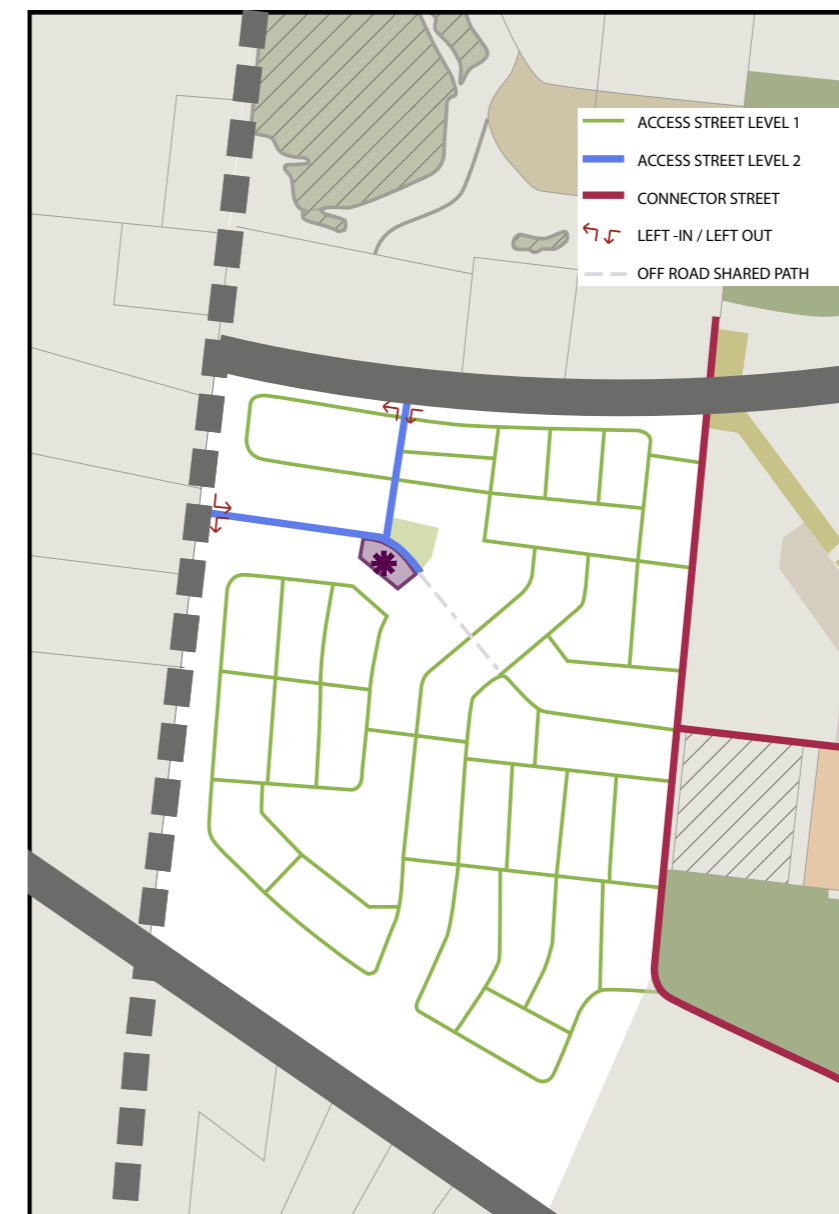 ACCESS STREET LEVEL 1
ACCESS STREET LEVEL 2
CONNECTOR STREET
LEFT -IN / LEFT OUT
OFF ROAD SHARED PATH